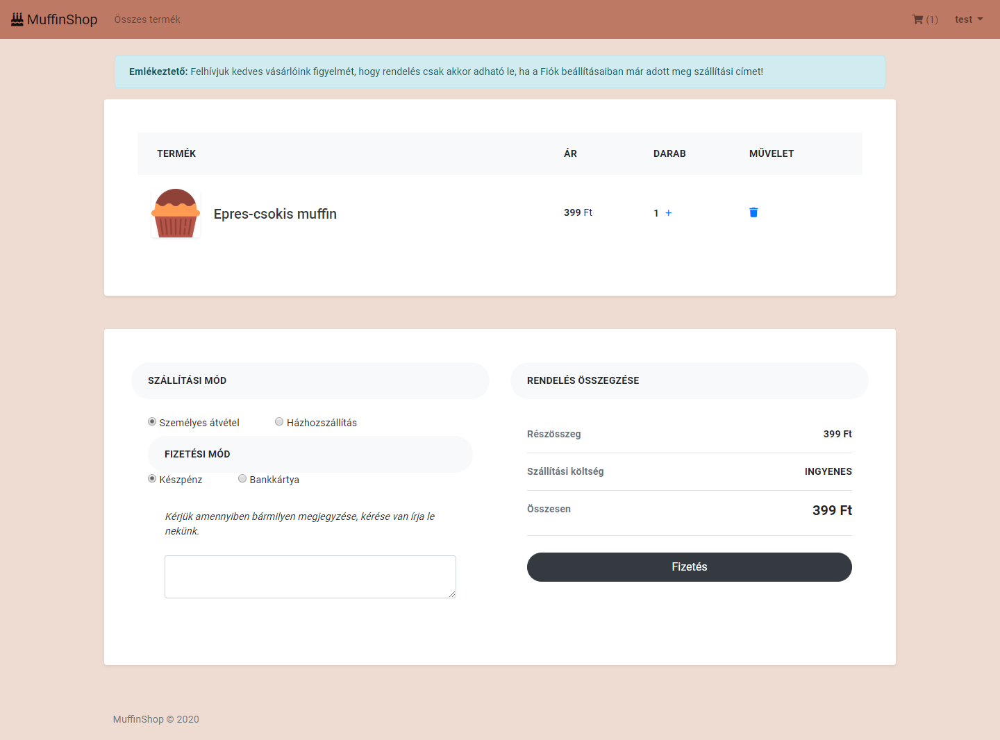 MuffinShop Összes termék (1) test
Emlékeztető: Felhívjuk kedves vásárlóink figyelmét, hogy rendelés csak akkor adható le, ha a Fiók beállításaiban már adott meg szállítási címet!
TERMÉK ÁR DARAB MŰVELET
Epres-csokis muffin 399 Ft 1 +
SZÁLLÍTÁSI MÓD
Személyes átvétel Házhozszállítás
FIZETÉSI MÓD
Készpénz Bankkártya
Kérjük amennyiben bármilyen megjegyzése, kérése van írja le
nekünk.
RENDELÉS ÖSSZEGZÉSE
Részösszeg 399 Ft
Szállítási költség INGYENES
Összesen 399 Ft
Fizetés
MuffinShop © 2020